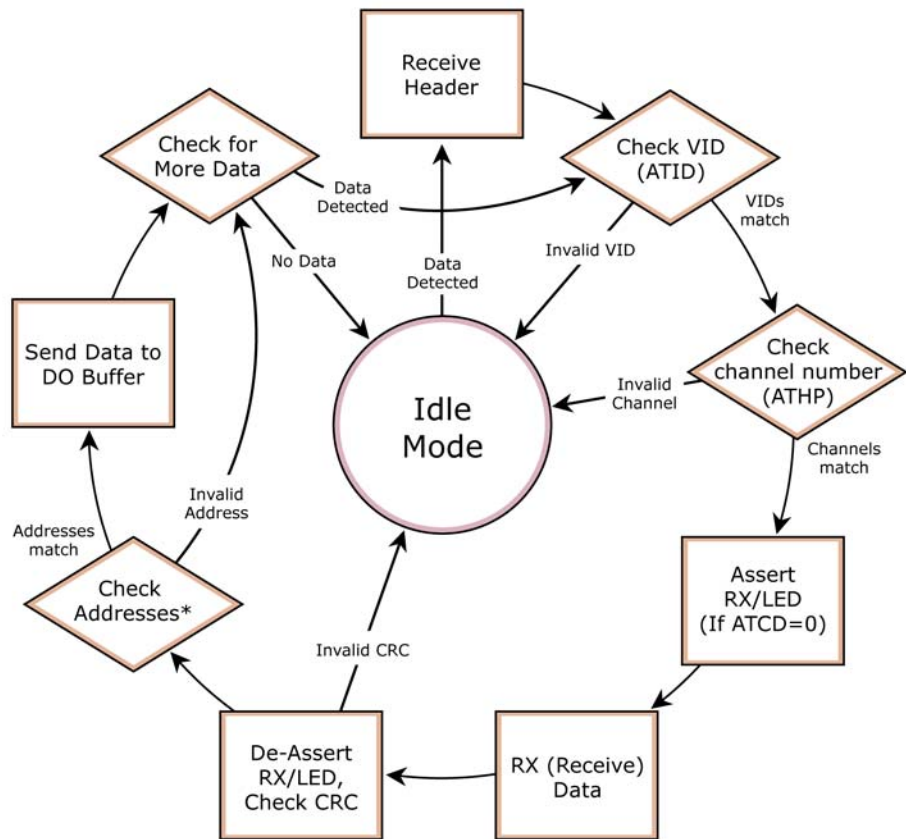 Receive
Header
Check for
More Data
Check VID
(ATID)
Data
Detected
VIDs
match
No Data
Data
Detected
Invalid VID
Send Data to
DO Buffer
Check
channel number
(ATHP)
Invalid
Channel
Idle
Mode
Channels
match
Invalid
Address
Addresses
match
Check
Addresses*
Assert
RX/LED
(If ATCD=0)
Invalid CRC
De-Assert
RX/LED,
Check CRC
RX (Receive)
Data